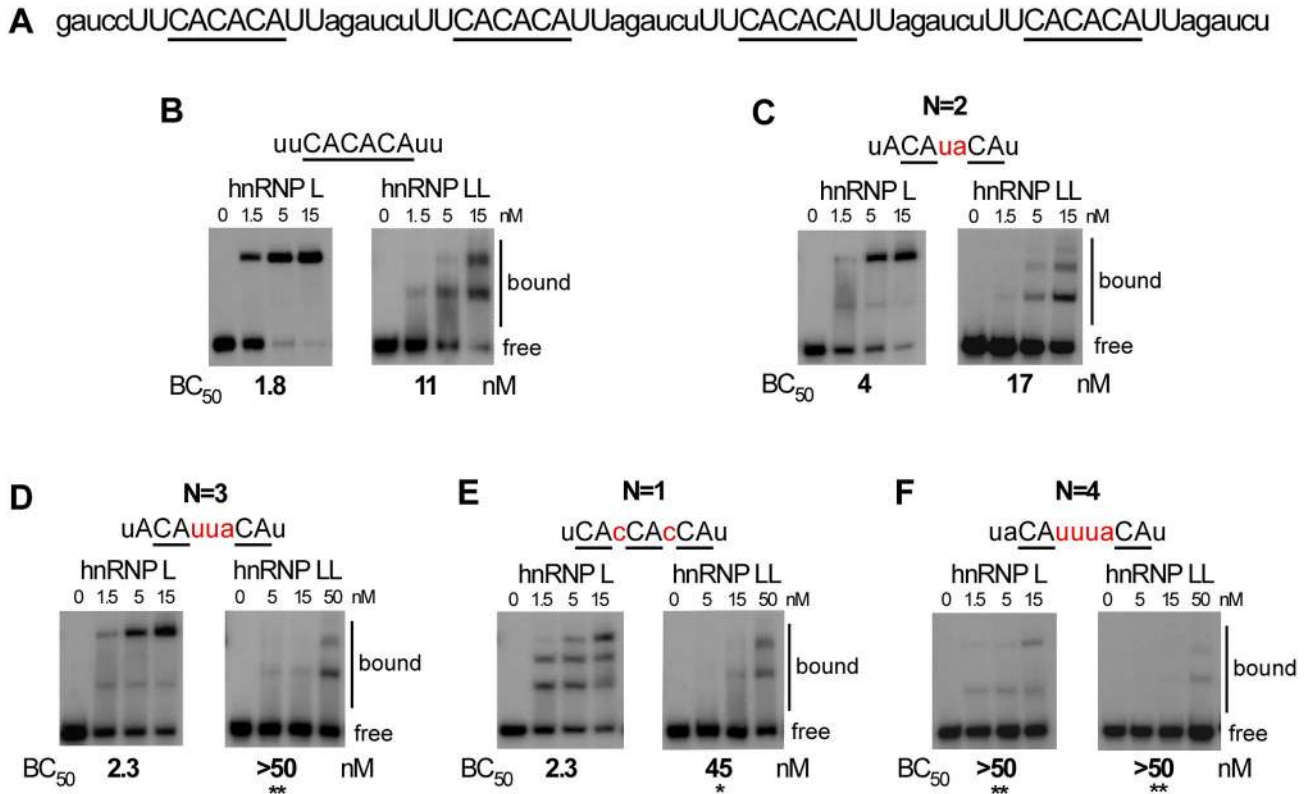 A gauccUUCACACAUUagaucuUUCACACAUUagaucuUUCACACAUUagaucuUUCACACAUUagaucu
B
uuCACACAuu
hnRNP L hnRNP LL
0 1.5 5 15 0 1.5 5 15 nM
bound
free
BC50 1.8 11 nM
C N=2
uACAuaCAu
hnRNP L hnRNP LL
0 1.5 5 15 0 1.5 5 15 nM
bound
free
BC50 4 17 nM
D N=3
uACAuuaCAu
hnRNP L hnRNP LL
0 1.5 5 15 0 5 15 50 nM
bound
free
BC50 2.3 >50 nM
**
E N=1
uCAcCAcCAu
hnRNP L hnRNP LL
0 1.5 5 15 0 5 15 50 nM
bound
free
BC50 2.3 45 nM
*
F N=4
uaCAuuuaCAu
hnRNP L hnRNP LL
0 1.5 5 15 0 5 15 50 nM
bound
free
BC50 >50 >50 nM
** **